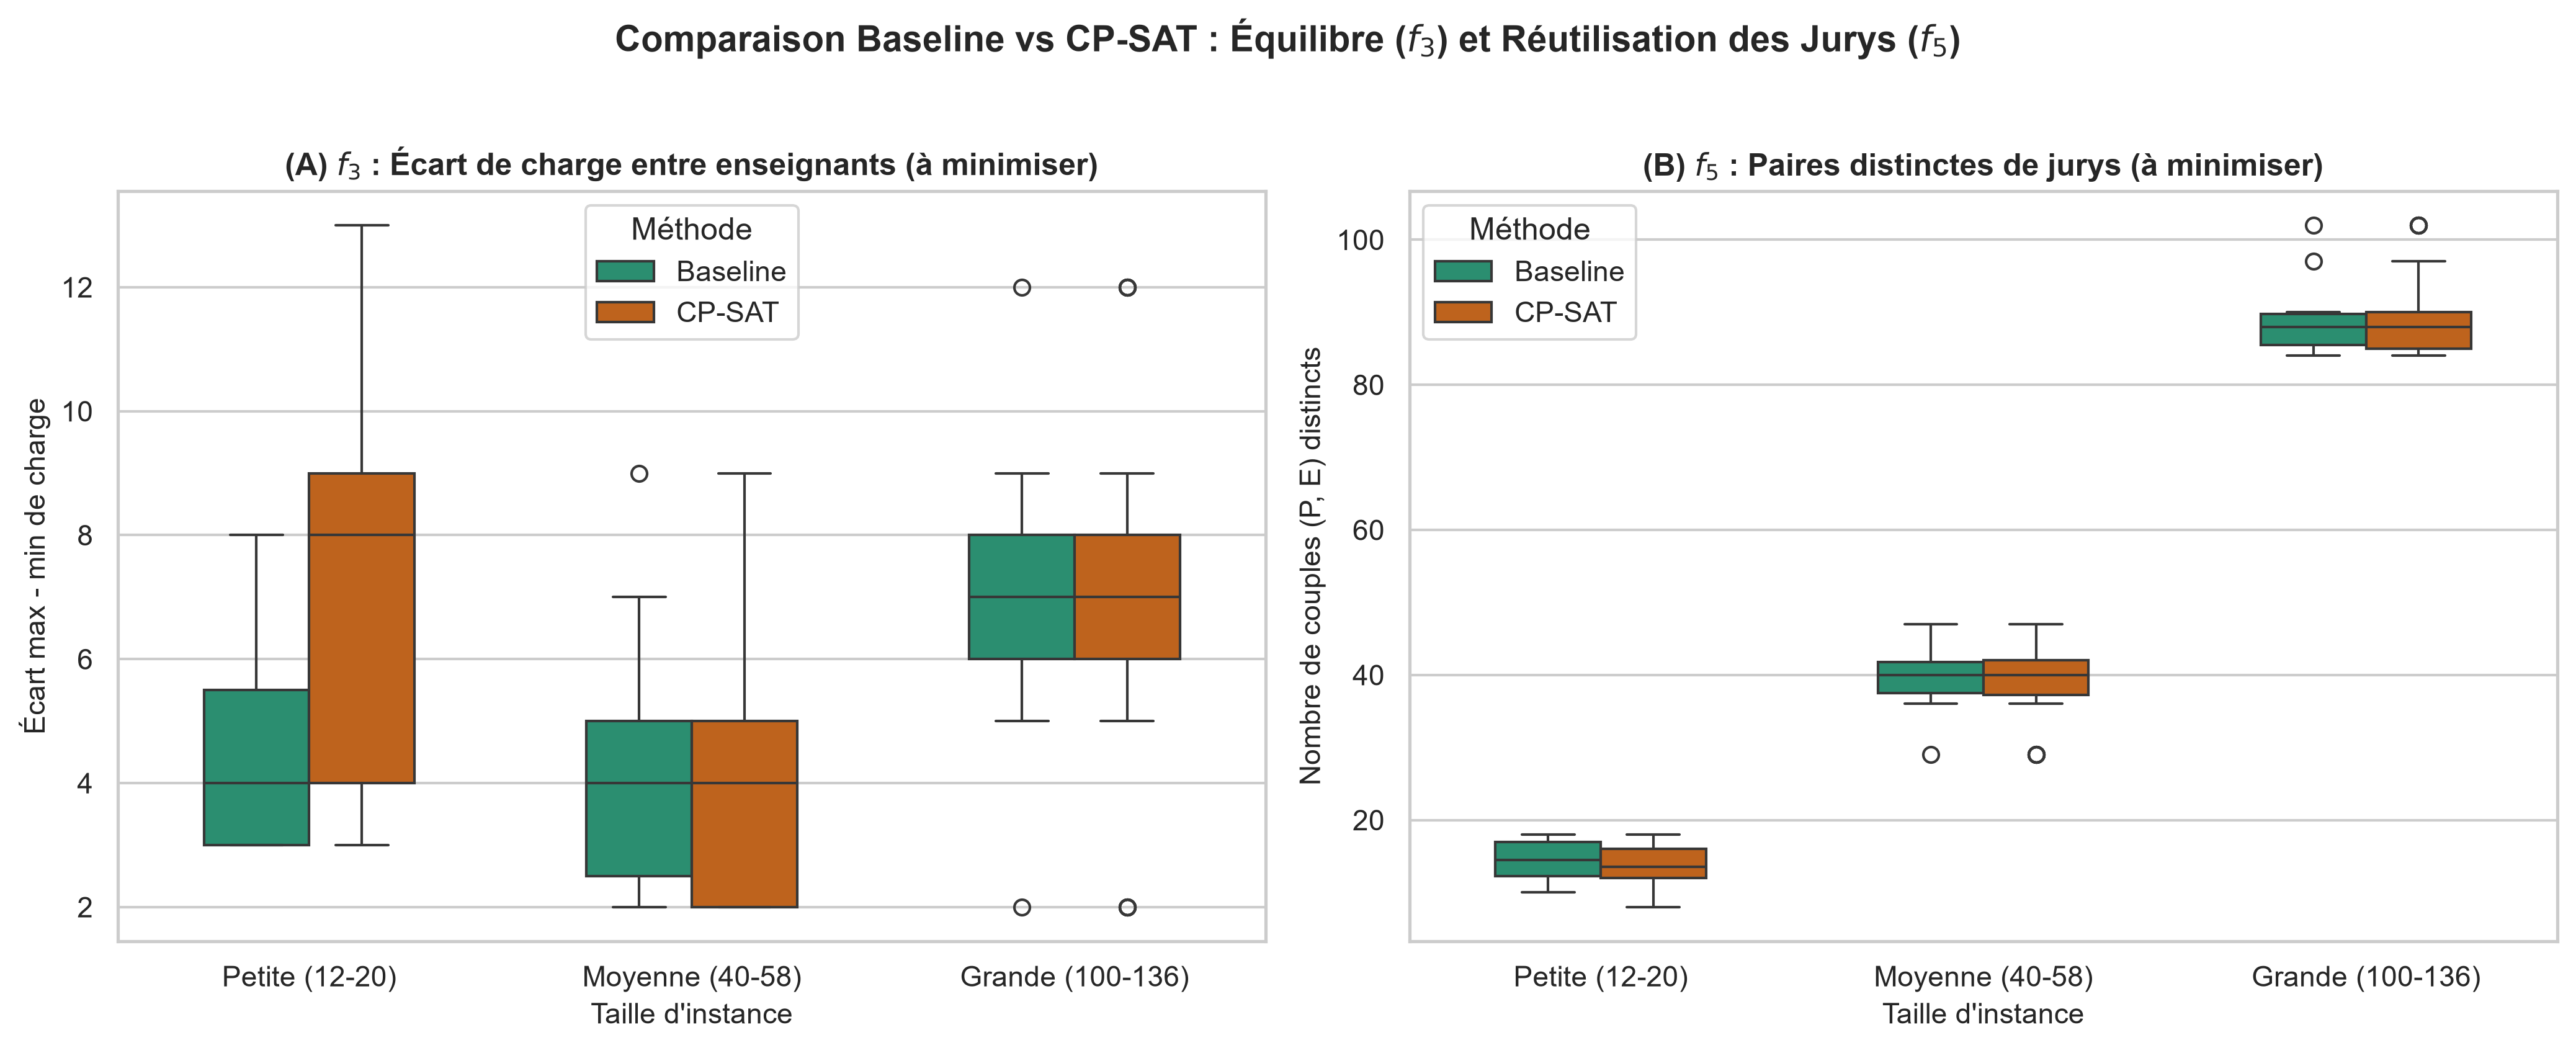 Comparaison Baseline vs CP-SAT : Équilibre (f3) et Réutilisation des Jurys (f5)
(A) f3 : Écart de charge entre enseignants (à minimiser)
Écart max - min de charge
12
10
8
6
4
2
Méthode
Baseline
CP-SAT
Petite (12-20)
Moyenne (40-58)
Grande (100-136)
Taille d'instance
(B) f5 : Paires distinctes de jurys (à minimiser)
Nombre de couples (P, E) distincts
100
80
60
40
20
Méthode
Baseline
CP-SAT
Petite (12-20)
Moyenne (40-58)
Grande (100-136)
Taille d'instance